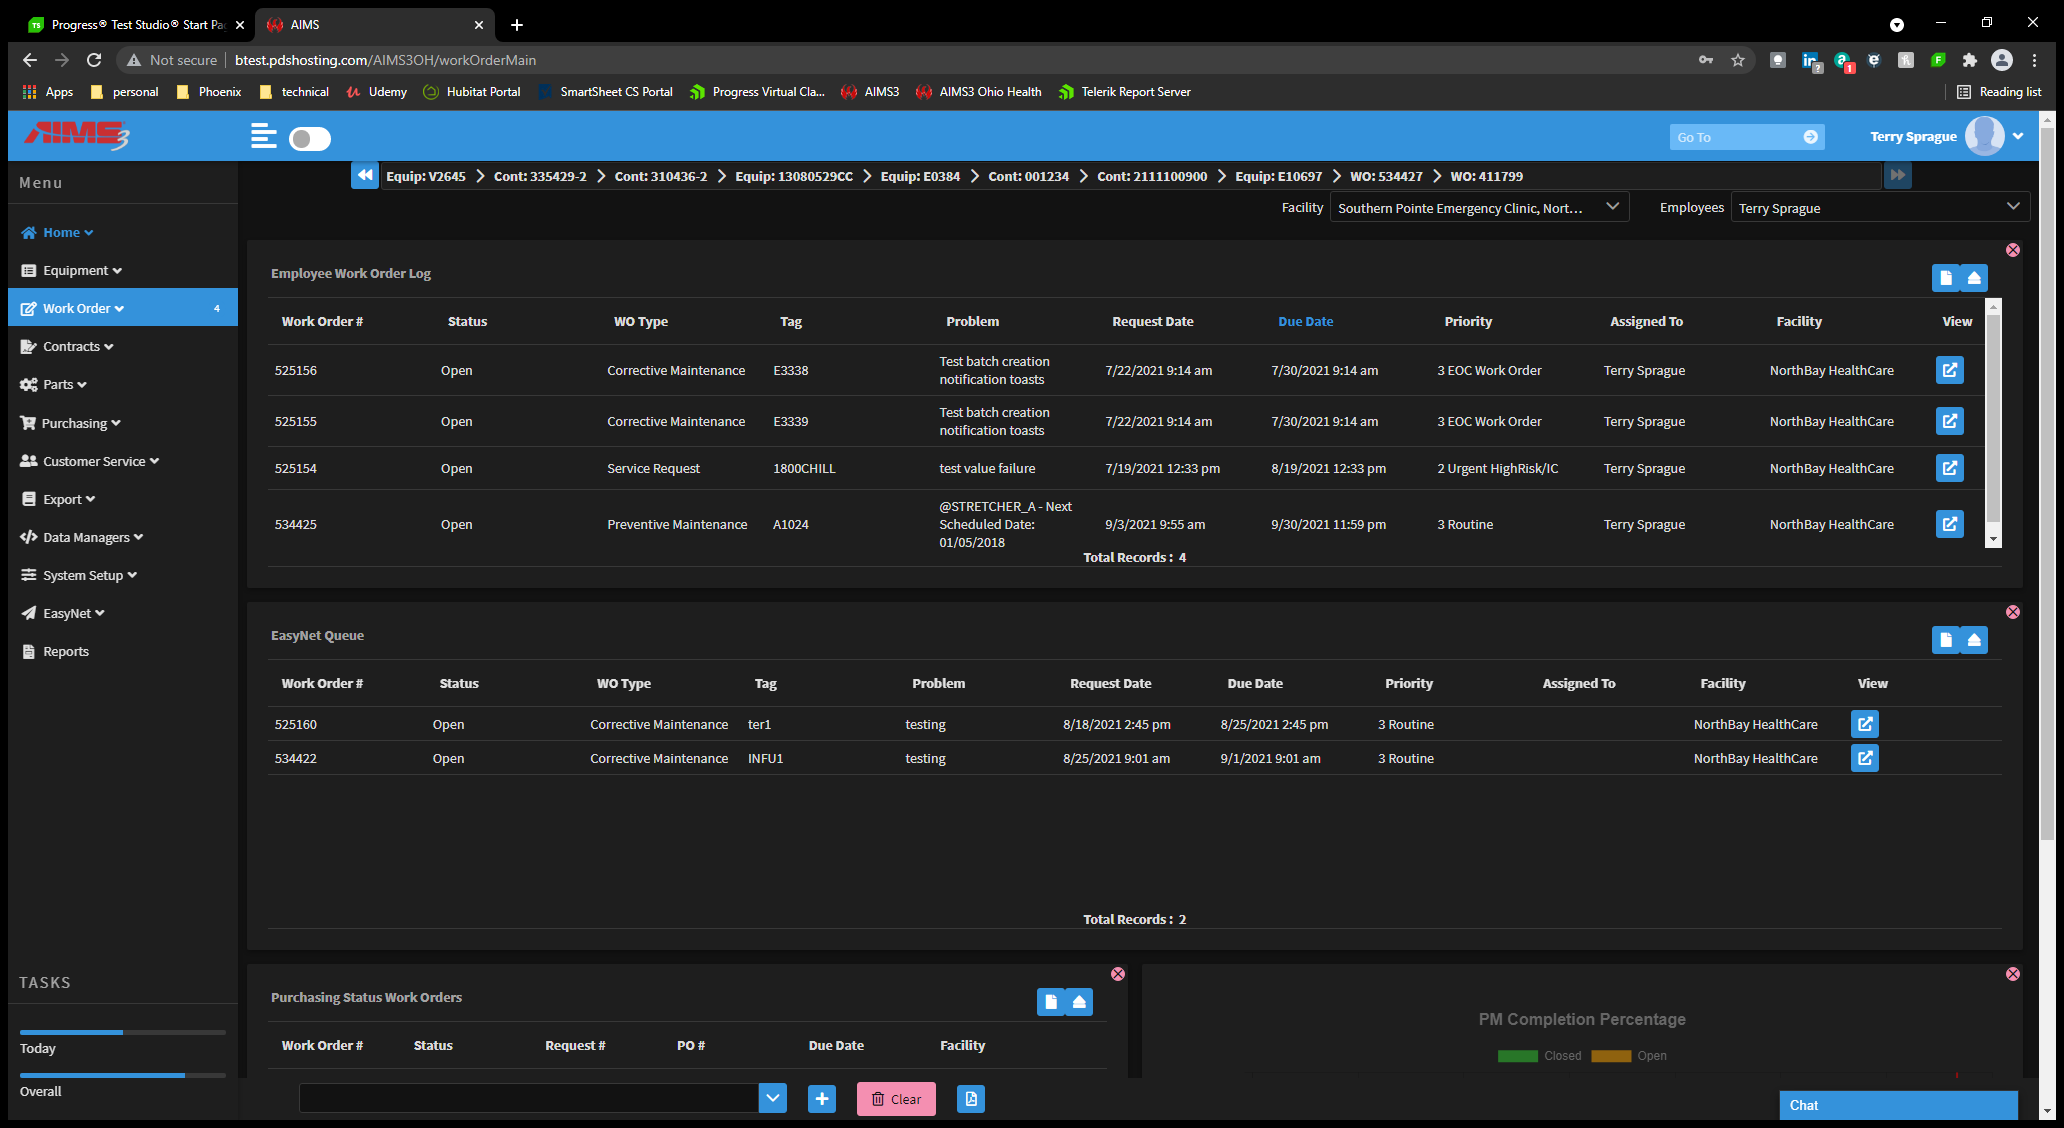 Progress® Test Studio® Start Pa
AIMS
Not secure
btest.pdshosting.com/AIMS3OH/workOrderMain
Apps
personal
Phoenix
technical
Udemy
Hubitat Portal
SmartSheet CS Portal
Progress Virtual Cla...
AIMS3
AIMS3 Ohio Health
Telerik Report Server
Reading list
AIMS3
Go To
Terry Sprague
Menu
Equip: V2645 > Cont: 335429-2 > Cont: 310436-2 > Equip: 13080529CC > Equip: E0384 > Cont: 001234 > Cont: 2111100900 > Equip: E10697 > WO: 534427 > WO: 411799
Facility Southern Pointe Emergency Clinic, Nort... Employees Terry Sprague
Home
Equipment
Work Order 4
Contracts
Parts
Purchasing
Customer Service
Export
Data Managers
System Setup
EasyNet
Reports
TASKS
Today
Overall
Employee Work Order Log
Work Order # Status WO Type Tag Problem Request Date Due Date Priority Assigned To Facility View
525156 Open Corrective Maintenance E3338 Test batch creation notification toasts 7/22/2021 9:14 am 7/30/2021 9:14 am 3 EOC Work Order Terry Sprague NorthBay HealthCare
525155 Open Corrective Maintenance E3339 Test batch creation notification toasts 7/22/2021 9:14 am 7/30/2021 9:14 am 3 EOC Work Order Terry Sprague NorthBay HealthCare
525154 Open Service Request 1800CHILL test value failure 7/19/2021 12:33 pm 8/19/2021 12:33 pm 2 Urgent HighRisk/IC Terry Sprague NorthBay HealthCare
534425 Open Preventive Maintenance A1024 @STRETCHER_A - Next Scheduled Date: 01/05/2018 9/3/2021 9:55 am 9/30/2021 11:59 pm 3 Routine Terry Sprague NorthBay HealthCare
Total Records : 4
EasyNet Queue
Work Order # Status WO Type Tag Problem Request Date Due Date Priority Assigned To Facility View
525160 Open Corrective Maintenance ter1 testing 8/18/2021 2:45 pm 8/25/2021 2:45 pm 3 Routine NorthBay HealthCare
534422 Open Corrective Maintenance INFU1 testing 8/25/2021 9:01 am 9/1/2021 9:01 am 3 Routine NorthBay HealthCare
Total Records : 2
Purchasing Status Work Orders
Work Order # Status Request # PO # Due Date Facility
Clear
PM Completion Percentage
Closed Open
Chat